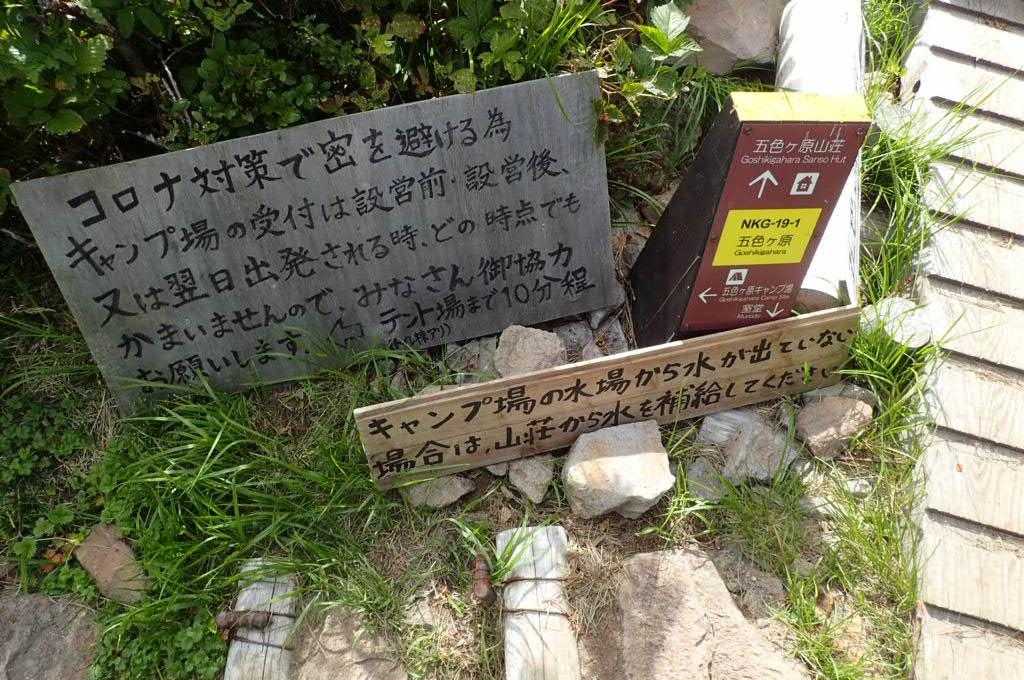 コロナ対策で密を避ける為
キャンプ場の受付は設営前・設営後、
又は翌日出発される時、どの時点でも
かまいませんので、みなさん御協力
お願いします。
テント場まで10分程
五色ヶ原山荘
Goshikigahara Sanso Hut
NKG-19-1
五色ヶ原
Goshikigahara
五色ヶ原キャンプ場
Goshikigahara Camp Site
室堂
Murodo
キャンプ場の水場から水が出ていない
場合は、山荘から水を補給してください